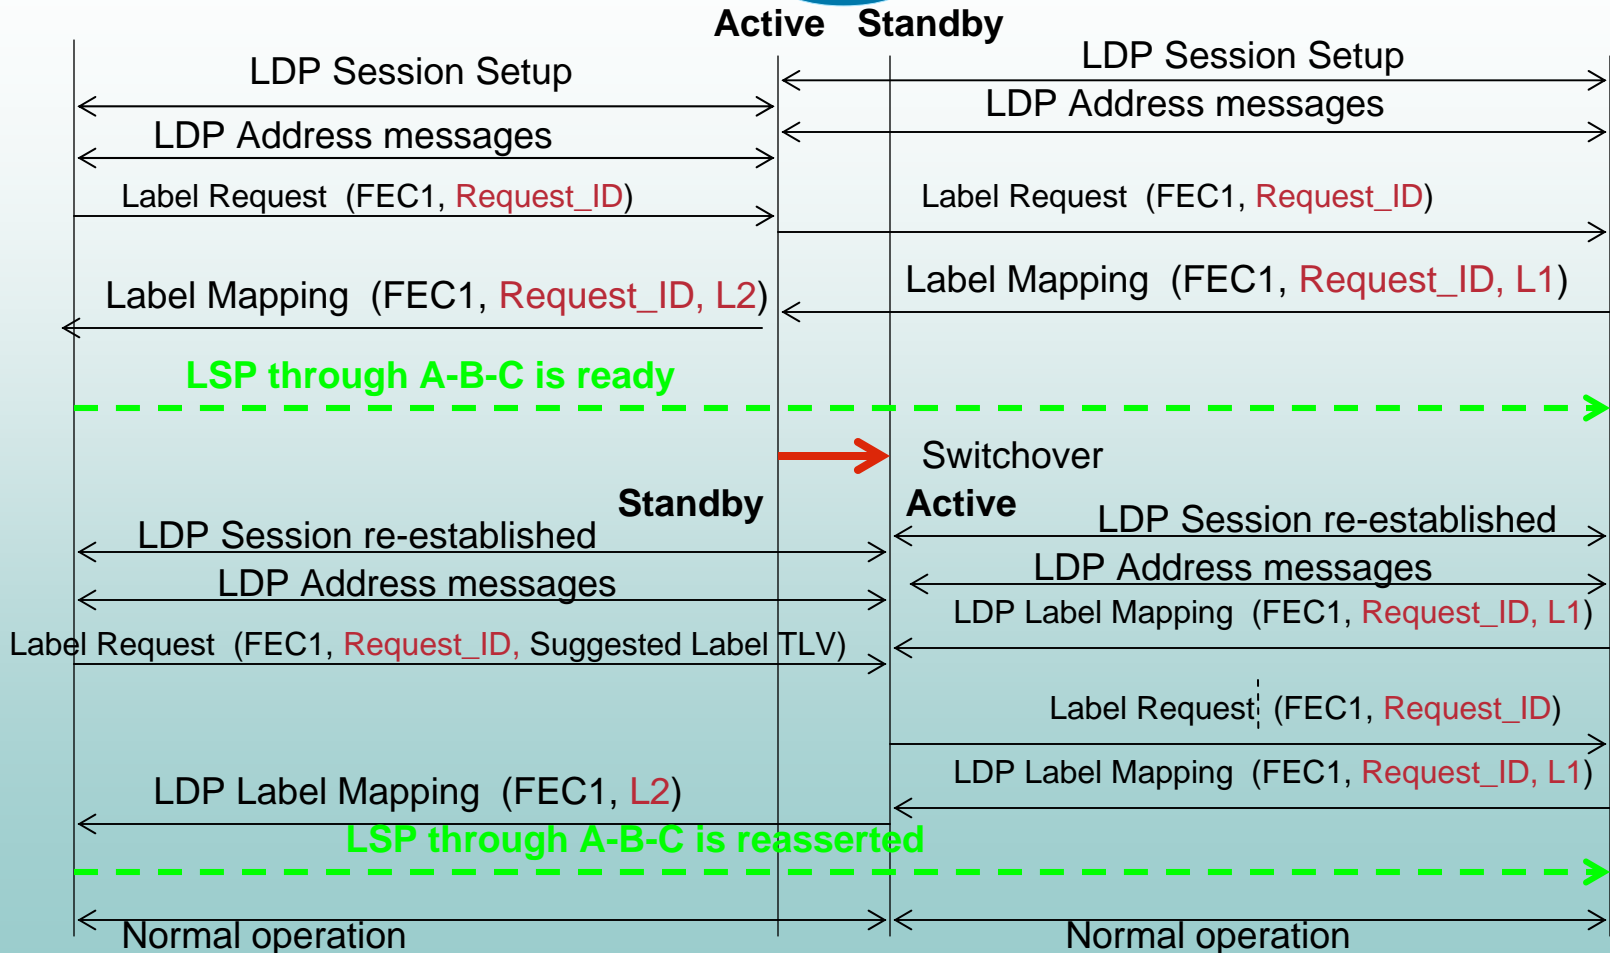 Active Standby
LDP Session Setup
LDP Session Setup
LDP Address messages
LDP Address messages
Label Request (FEC1, Request_ID)
Label Request (FEC1, Request_ID)
Label Mapping (FEC1, Request_ID, L2)
Label Mapping (FEC1, Request_ID, L1)
LSP through A-B-C is ready
Switchover
Standby
Active
LDP Session re-established
LDP Session re-established
LDP Address messages
LDP Address messages
LDP Label Mapping (FEC1, Request_ID, L1)
Label Request (FEC1, Request_ID, Suggested Label TLV)
Label Request (FEC1, Request_ID)
LDP Label Mapping (FEC1, Request_ID, L1)
LDP Label Mapping (FEC1, L2)
LSP through A-B-C is reasserted
Normal operation
Normal operation